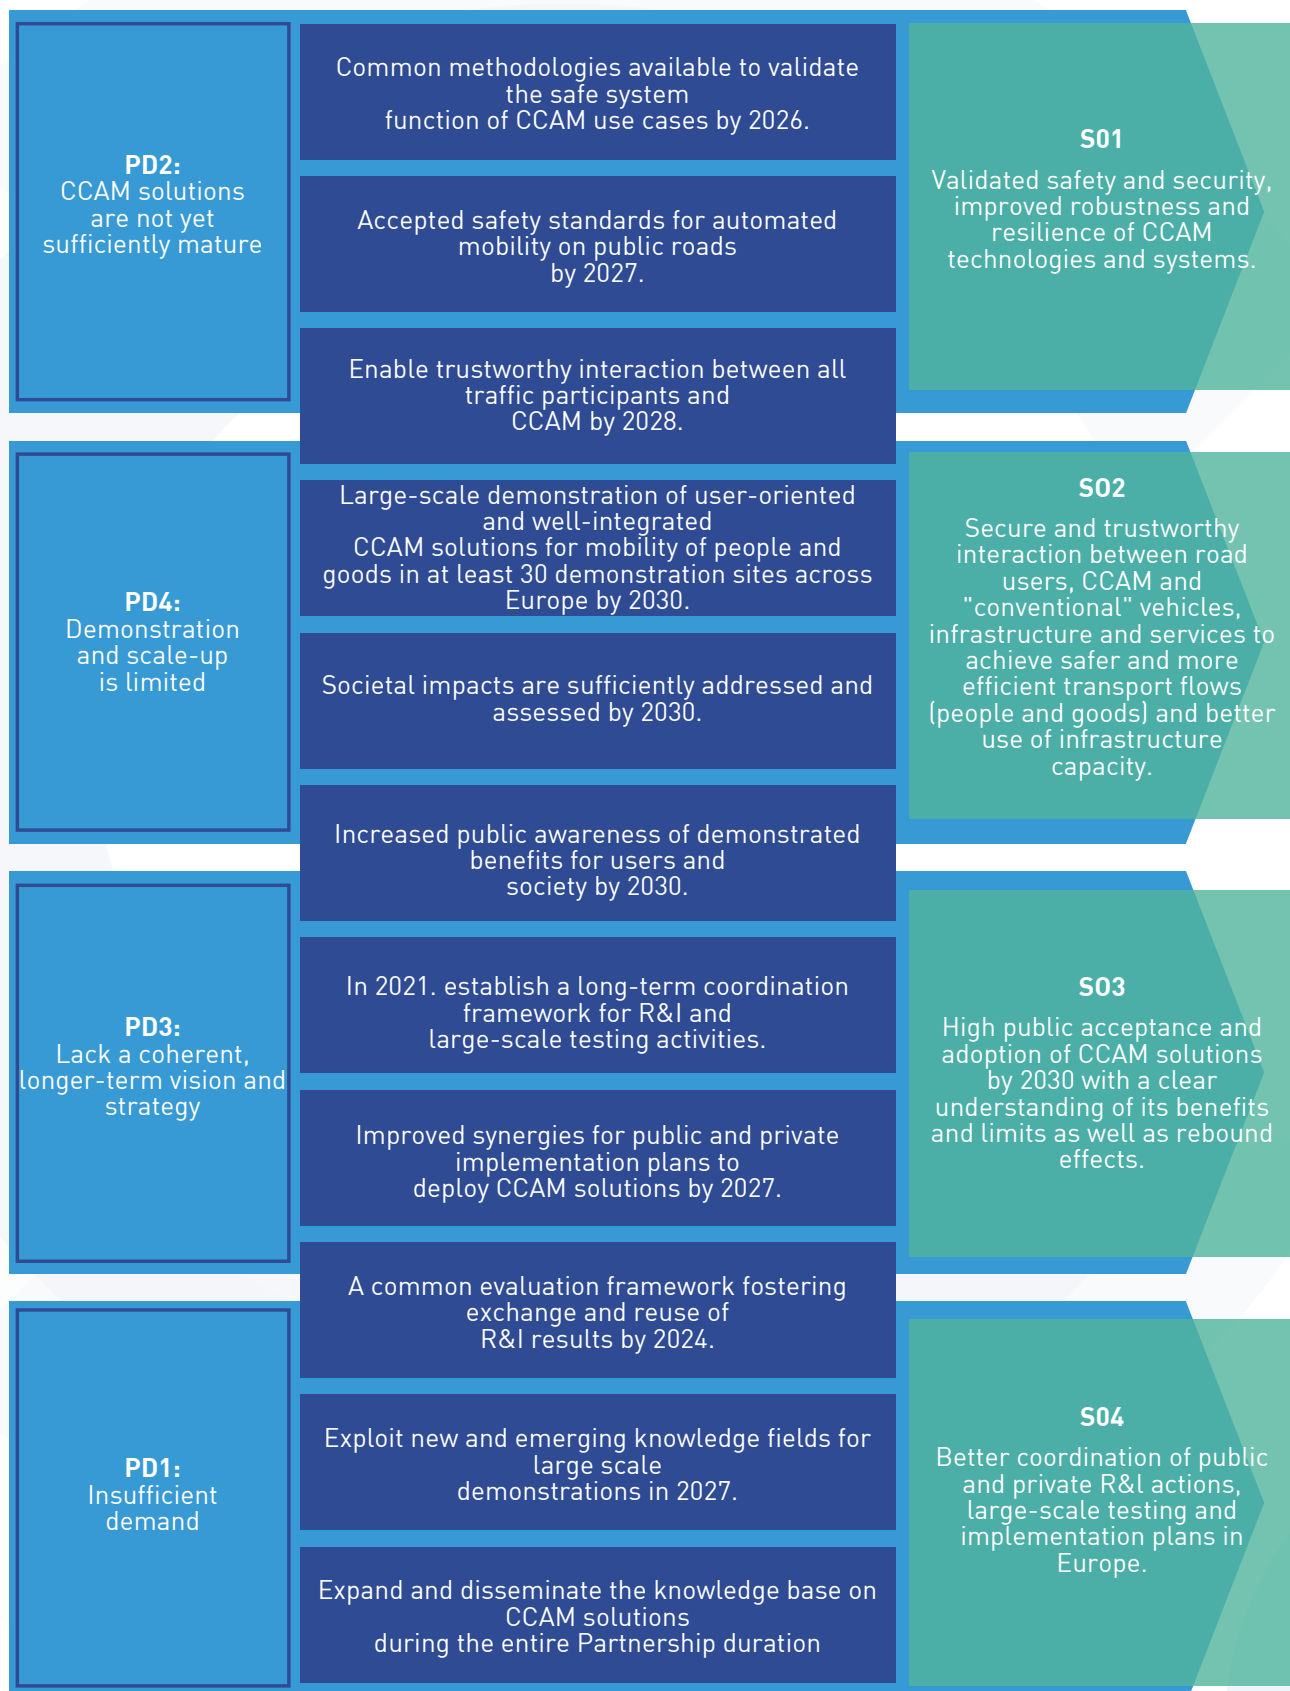 PD2:
CCAM solutions
are not yet
sufficiently mature
Common methodologies available to validate
the safe system
function of CCAM use cases by 2026.
Accepted safety standards for automated
mobility on public roads
by 2027.
Enable trustworthy interaction between all
traffic participants and
CCAM by 2028.
S01
Validated safety and security,
improved robustness and
resilience of CCAM
technologies and systems.
PD4:
Demonstration
and scale-up
is limited
Large-scale demonstration of user-oriented
and well-integrated
CCAM solutions for mobility of people and
goods in at least 30 demonstration sites across
Europe by 2030.
Societal impacts are sufficiently addressed and
assessed by 2030.
Increased public awareness of demonstrated
benefits for users and
society by 2030.
SO2
Secure and trustworthy
interaction between road
users, CCAM and
"conventional" vehicles,
infrastructure and services to
achieve safer and more
efficient transport flows
(people and goods) and better
use of infrastructure
capacity.
PD3:
Lack a coherent,
longer-term vision and
strategy
In 2021. establish a long-term coordination
framework for R&I and
large-scale testing activities.
Improved synergies for public and private
implementation plans to
deploy CCAM solutions by 2027.
A common evaluation framework fostering
exchange and reuse of
R&I results by 2024.
SO3
High public acceptance and
adoption of CCAM solutions
by 2030 with a clear
understanding of its benefits
and limits as well as rebound
effects.
PD1:
Insufficient
demand
Exploit new and emerging knowledge fields for
large scale
demonstrations in 2027.
Expand and disseminate the knowledge base on
CCAM solutions
during the entire Partnership duration
S04
Better coordination of public
and private R&I actions,
large-scale testing and
implementation plans in
Europe.